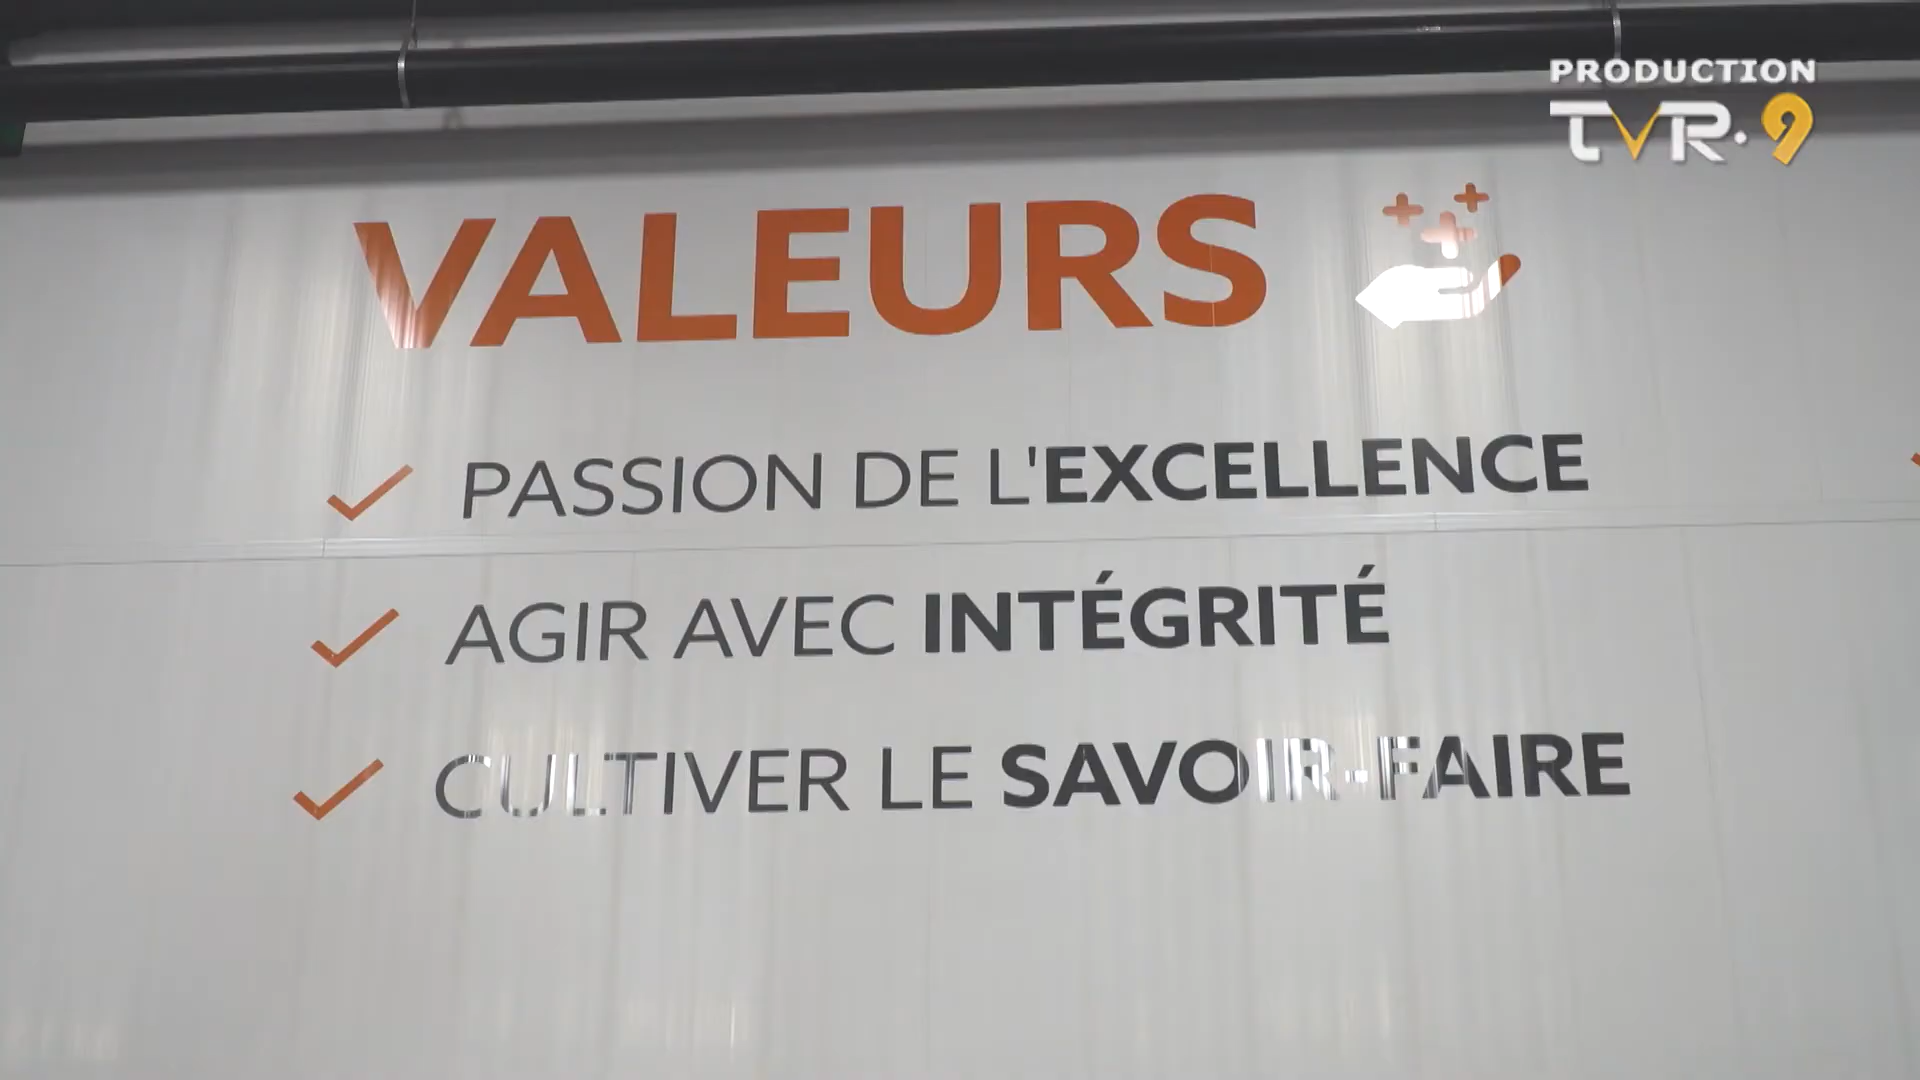 PRODUCTION
TVR.9
VALEURS
PASSION DE L'EXCELLENCE
AGIR AVEC INTÉGRITÉ
CULTIVER LE SAVOIR-FAIRE